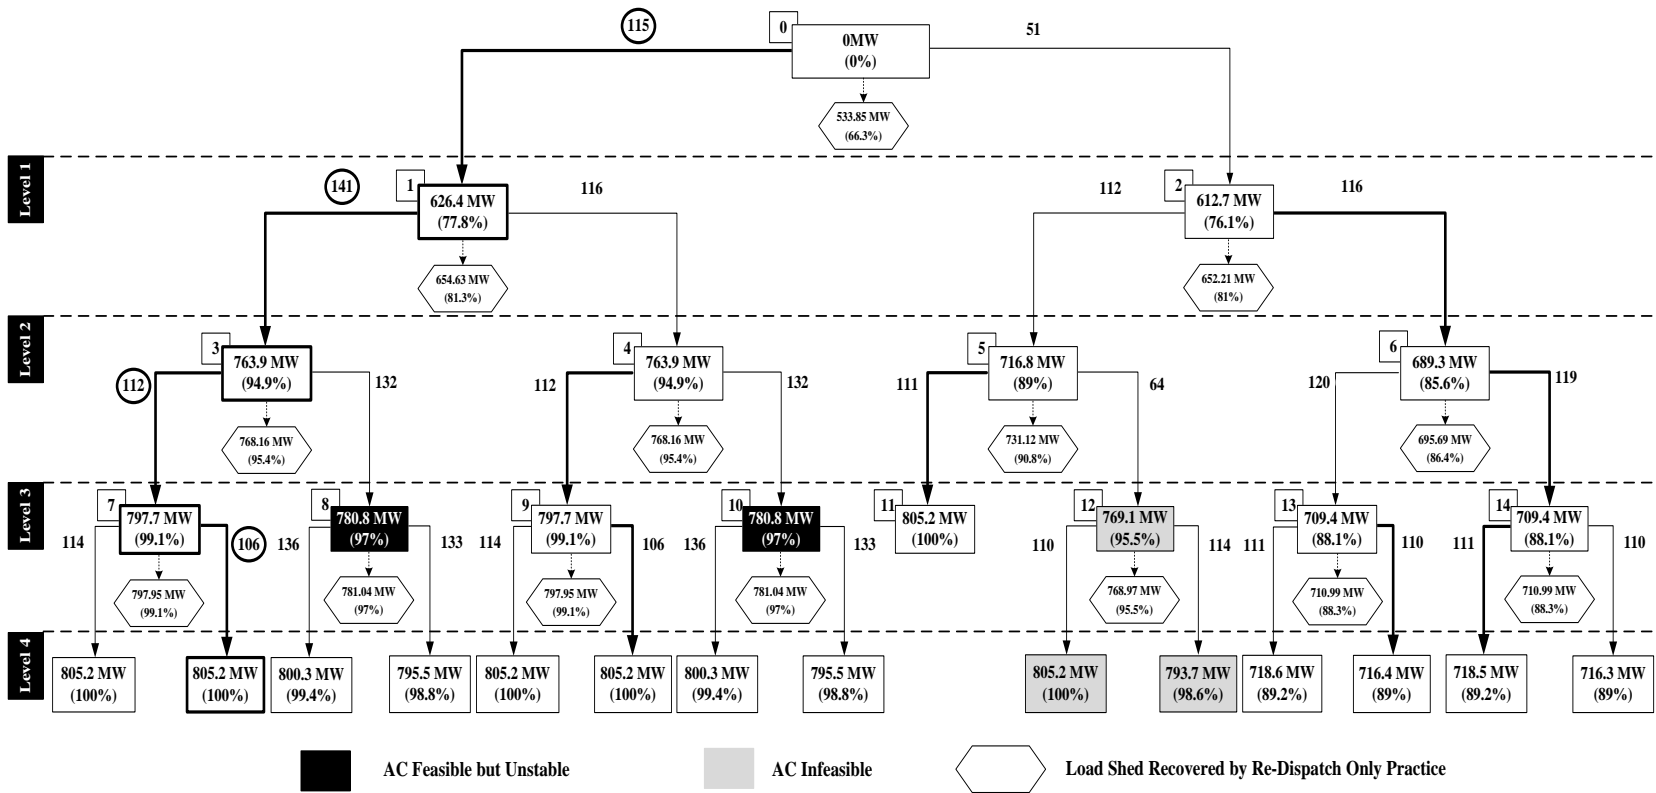 115
0
51
0MW
(0%)
533.85 MW
(66.3%)
Level 1
141
1
116
112
2
116
626.4 MW
(77.8%)
612.7 MW
(76.1%)
654.63 MW
(81.3%)
652.21 MW
(81%)
Level 2
3
4
5
6
763.9 MW
(94.9%)
763.9 MW
(94.9%)
716.8 MW
(89%)
689.3 MW
(85.6%)
112
132
112
132
111
64
120
119
768.16 MW
(95.4%)
768.16 MW
(95.4%)
731.12 MW
(90.8%)
695.69 MW
(86.4%)
Level 3
7
8
9
10
11
12
13
14
797.7 MW
(99.1%)
780.8 MW
(97%)
797.7 MW
(99.1%)
780.8 MW
(97%)
805.2 MW
(100%)
769.1 MW
(95.5%)
709.4 MW
(88.1%)
709.4 MW
(88.1%)
114
106
136
133
114
106
136
133
110
114
111
110
111
110
797.95 MW
(99.1%)
781.04 MW
(97%)
797.95 MW
(99.1%)
781.04 MW
(97%)
768.97 MW
(95.5%)
710.99 MW
(88.3%)
710.99 MW
(88.3%)
Level 4
805.2 MW
(100%)
805.2 MW
(100%)
800.3 MW
(99.4%)
795.5 MW
(98.8%)
805.2 MW
(100%)
805.2 MW
(100%)
800.3 MW
(99.4%)
795.5 MW
(98.8%)
805.2 MW
(100%)
793.7 MW
(98.6%)
718.6 MW
(89.2%)
716.4 MW
(89%)
718.5 MW
(89.2%)
716.3 MW
(89%)
AC Feasible but Unstable
AC Infeasible
Load Shed Recovered by Re-Dispatch Only Practice